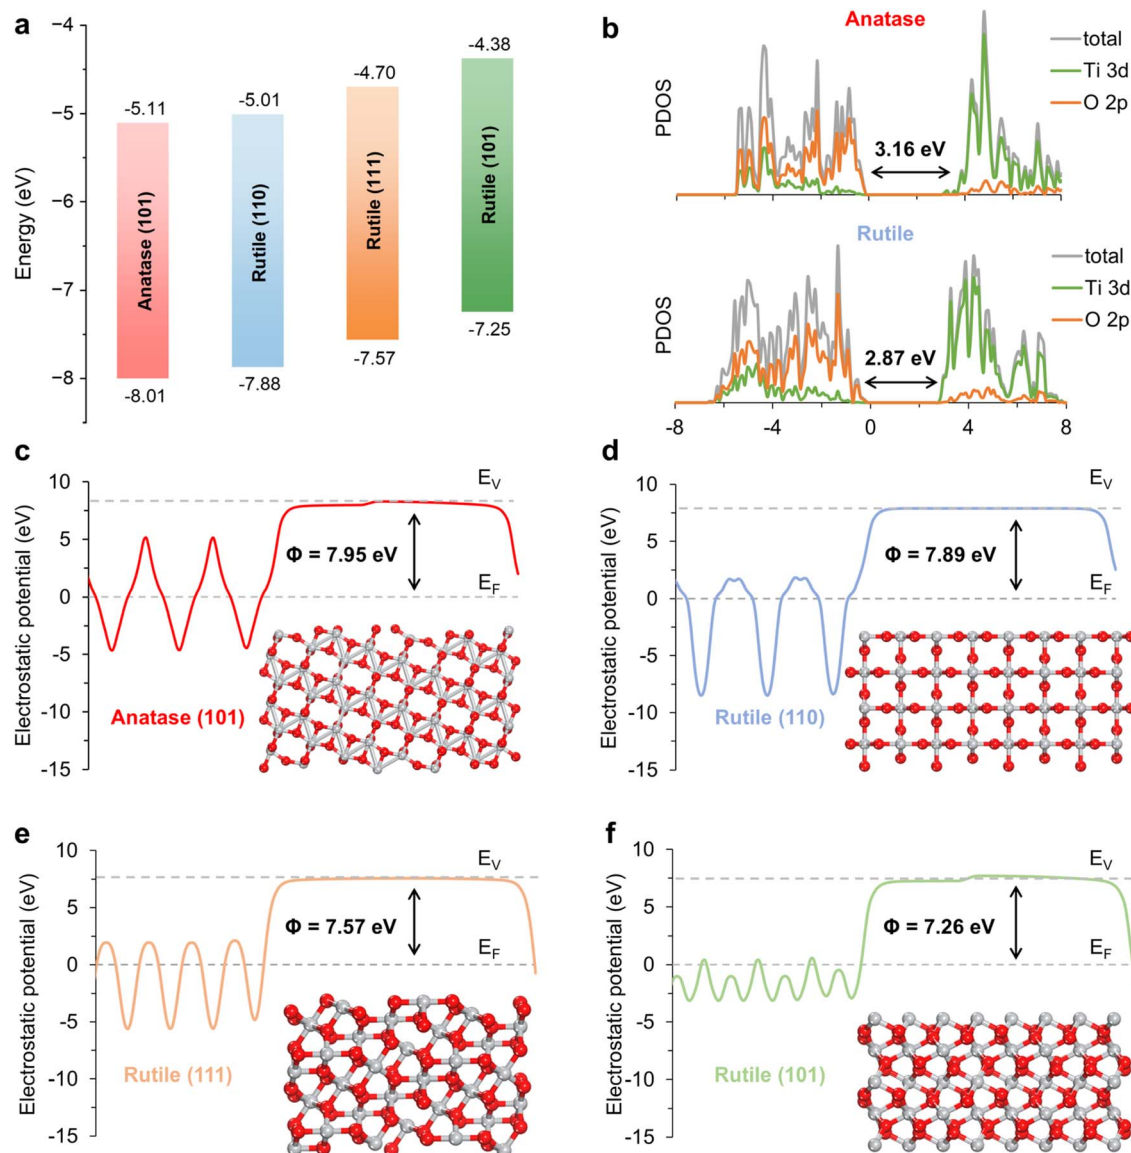 a
Energy (eV)
-4
-5
-6
-7
-8
-5.11
-5.01
-4.70
-4.38
Anatase (101)
Rutile (110)
Rutile (111)
Rutile (101)
-8.01
-7.88
-7.57
-7.25
b
Anatase
PDOS
total
Ti 3d
O 2p
3.16 eV
Rutile
PDOS
total
Ti 3d
O 2p
2.87 eV
-8 -4 0 4 8
c
Electrostatic potential (eV)
10
5
0
-5
-10
-15
EV
Φ = 7.95 eV
EF
Anatase (101)
d
Electrostatic potential (eV)
10
5
0
-5
-10
-15
EV
Φ = 7.89 eV
EF
Rutile (110)
e
Electrostatic potential (eV)
10
5
0
-5
-10
-15
EV
Φ = 7.57 eV
EF
Rutile (111)
f
Electrostatic potential (eV)
10
5
0
-5
-10
-15
EV
Φ = 7.26 eV
EF
Rutile (101)